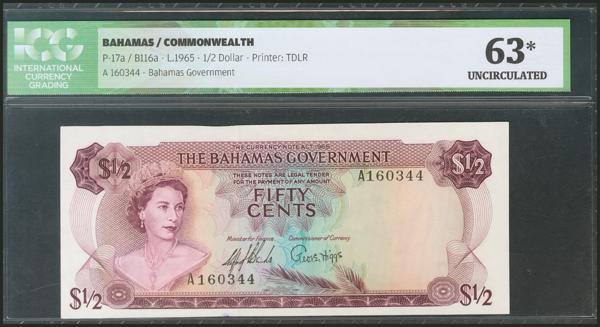 ICG
INTERNATIONAL
CURRENCY
GRADING
BAHAMAS / COMMONWEALTH
P-17a / B116a - L.1965 - 1/2 Dollar - Printer: TDLR
A 160344 - Bahamas Government
63*
UNCIRCULATED
THE CURRENCY NOTE ACT 1965
$1/2
THE BAHAMAS GOVERNMENT
$1/2
THESE NOTES ARE LEGAL TENDER
FOR THE PAYMENT OF ANY AMOUNT
A160344
FIFTY
CENTS
Minister for Finance
Commissioner of Currency
A160344
$1/2
$1/2